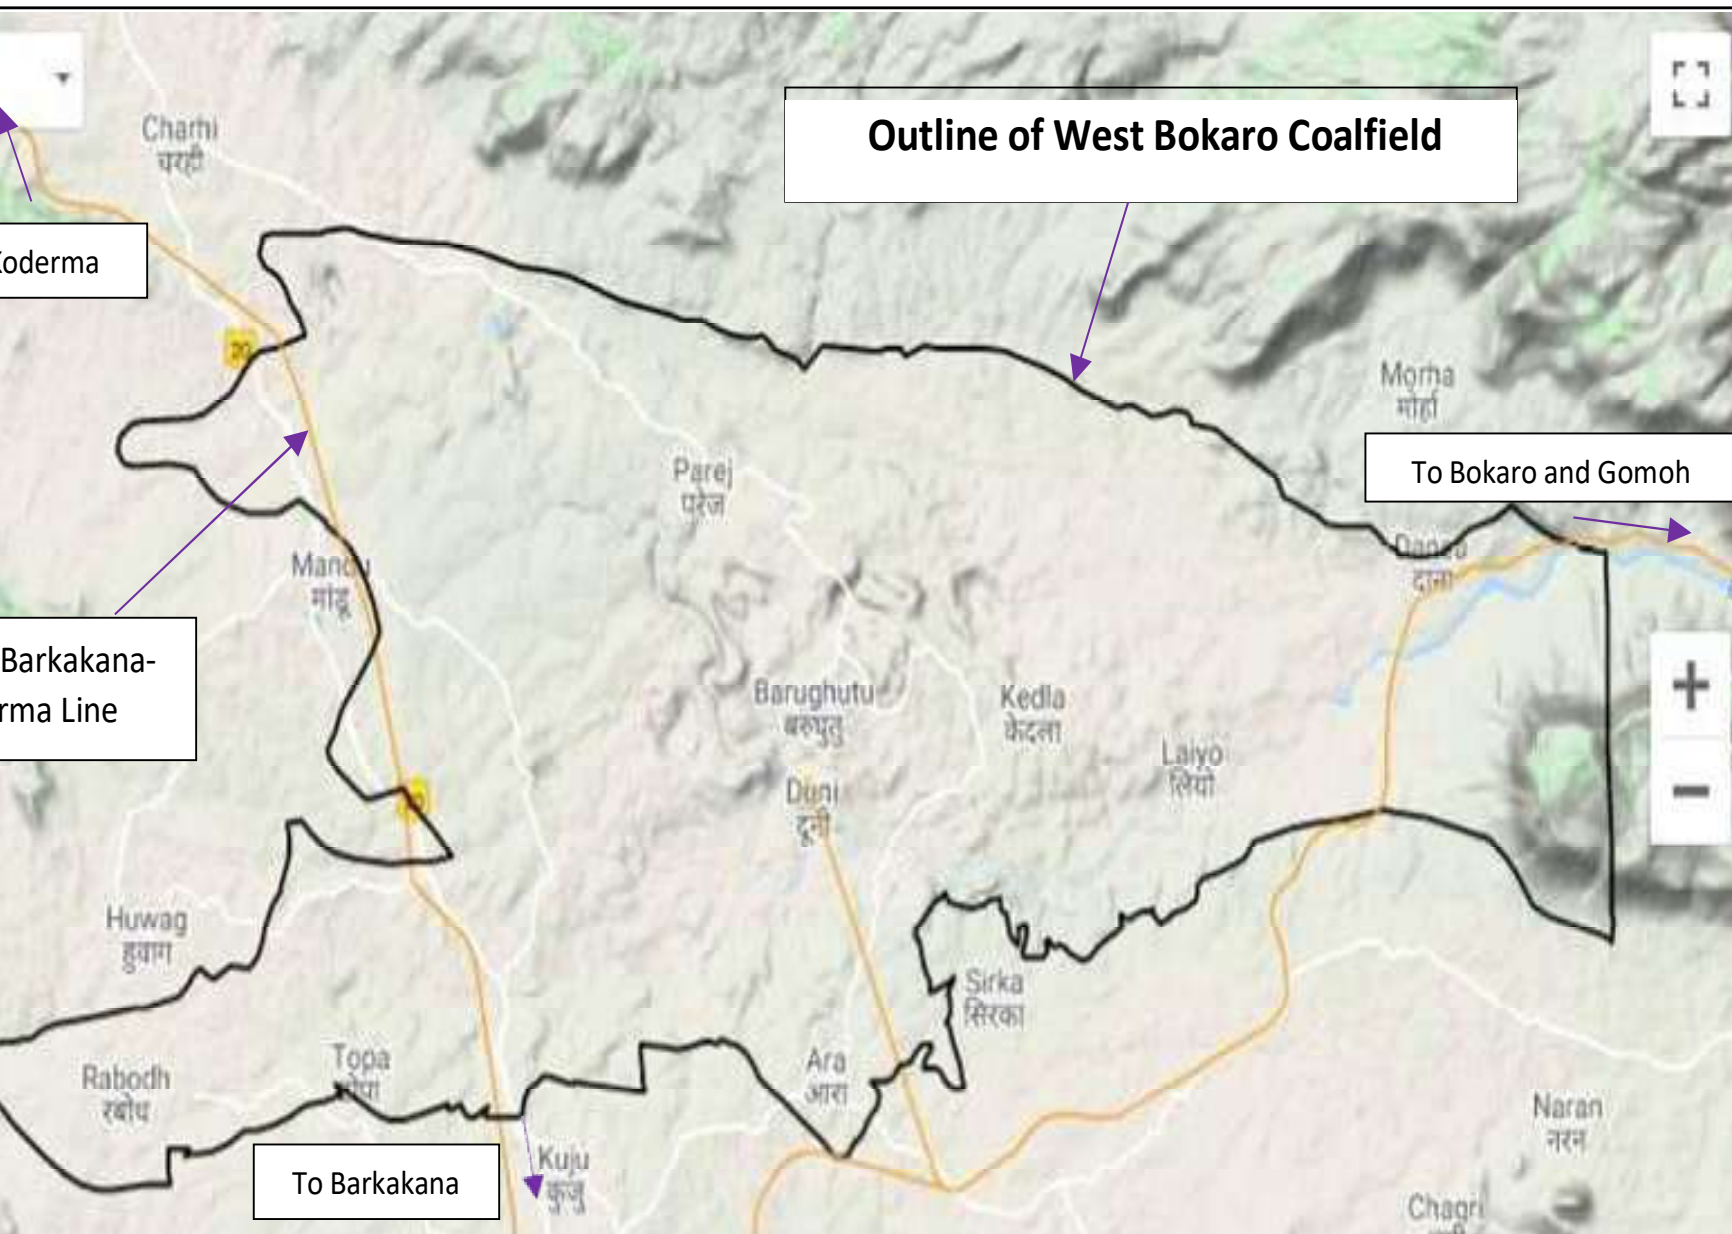 Charhi
चरही
Outline of West Bokaro Coalfield
Koderma
20
Morha
मोर्हा
To Bokaro and Gomoh
Parej
परेज
Mandu
मांडू
Barkakana-
rma Line
Barughutu
बरुघुतु
Kedla
केदला
Laiyo
लियो
Duni
दूनी
Huwag
हुवाग
Sirka
सिरका
Topa
Ara
आरा
Rabodh
रबोध
Naran
नरन
To Barkakana
Kuju
कुजु
Chagri